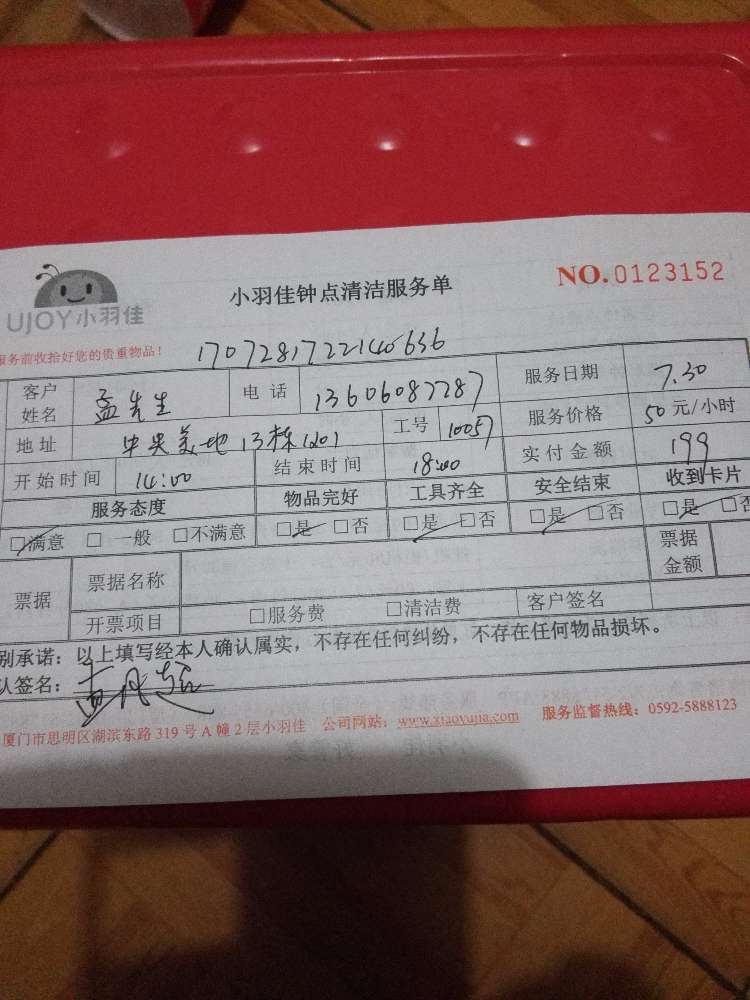 小羽佳钟点清洁服务单
NO.0123152
UJOY小羽佳
服务前收拾好您的贵重物品！
1707281722140636
客户姓名 孟先生 电话 13606087287 服务日期 7.30
地址 中央美地13栋1201 工号 10057 服务价格 50元/小时
开始时间 14:00 结束时间 18:00 实付金额 199
服务态度 物品完好 工具齐全 安全结束 收到卡片
□满意 □一般 □不满意 □是 □否 □是 □否 □是 □否 □是 □否
票据 票据名称 票据金额
开票项目 □服务费 □清洁费 客户签名
别承诺：以上填写经本人确认属实，不存在任何纠纷，不存在任何物品损坏。
认签名：
厦门市思明区湖滨东路319号A幢2层小羽佳 公司网站：www.xiaoyujia.com 服务监督热线：0592-5888123